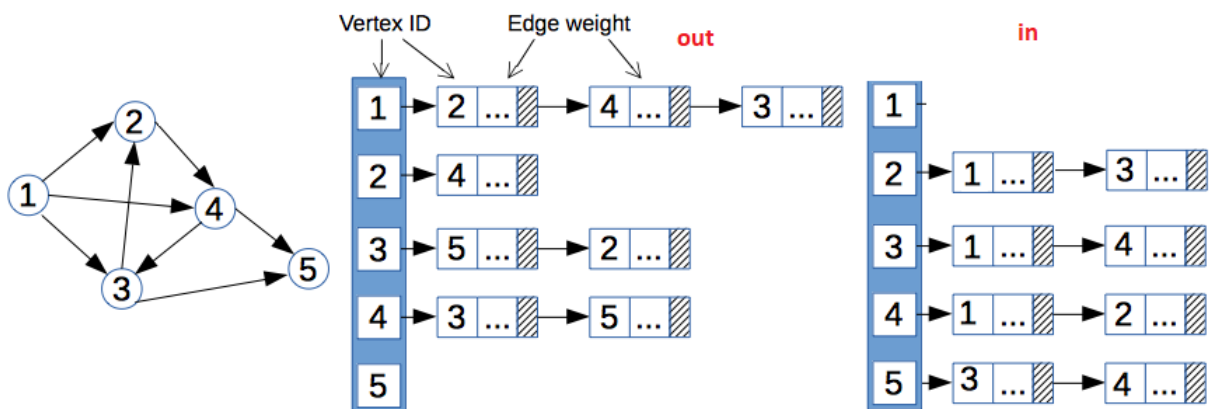 Vertex ID Edge weight out in
2
1
4
5
3
1 2 ... 4 ... 3 ...
2 4 ...
3 5 ... 2 ...
4 3 ... 5 ...
5
1
2 1 ... 3 ...
3 1 ... 4 ...
4 1 ... 2 ...
5 3 ... 4 ...